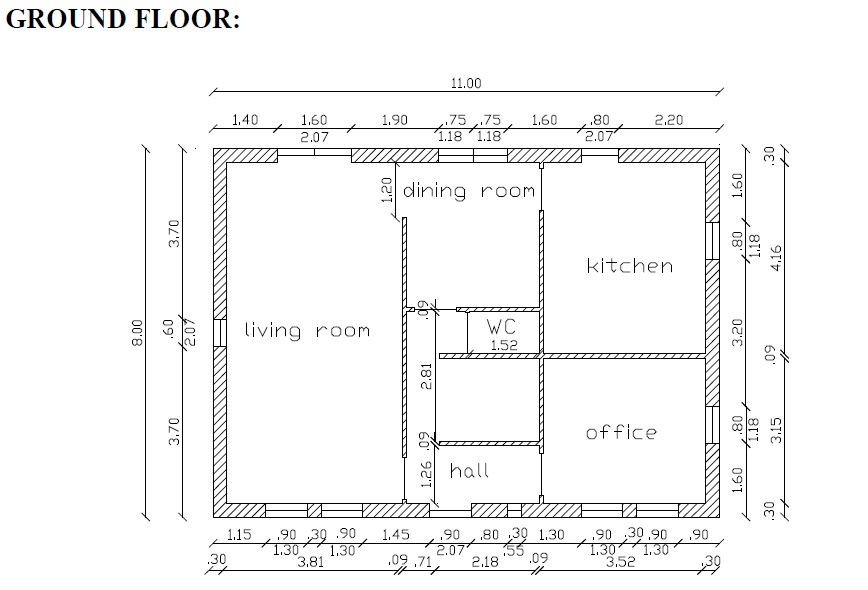 GROUND FLOOR:
11.00
1.40 1.60 1.90 .75 .75 1.60 .80 2.20
2.07 1.18 1.18 2.07
.30
1.20
dining room
1.60
3.70
.80
1.18
4.16
kitchen
.09
8.00
.60
2.07
living room
WC
1.52
3.20
.09
2.81
3.70
.09
office
.80
1.18
3.15
1.26
hall
1.60
.30
1.15 .90 .30 .90 1.45 .90 .80 .30 1.30 .90 .30 .90 .90
1.30 1.30 2.07 .55 1.30 1.30
.30 3.81 .09 .71 2.18 .09 3.52 .30